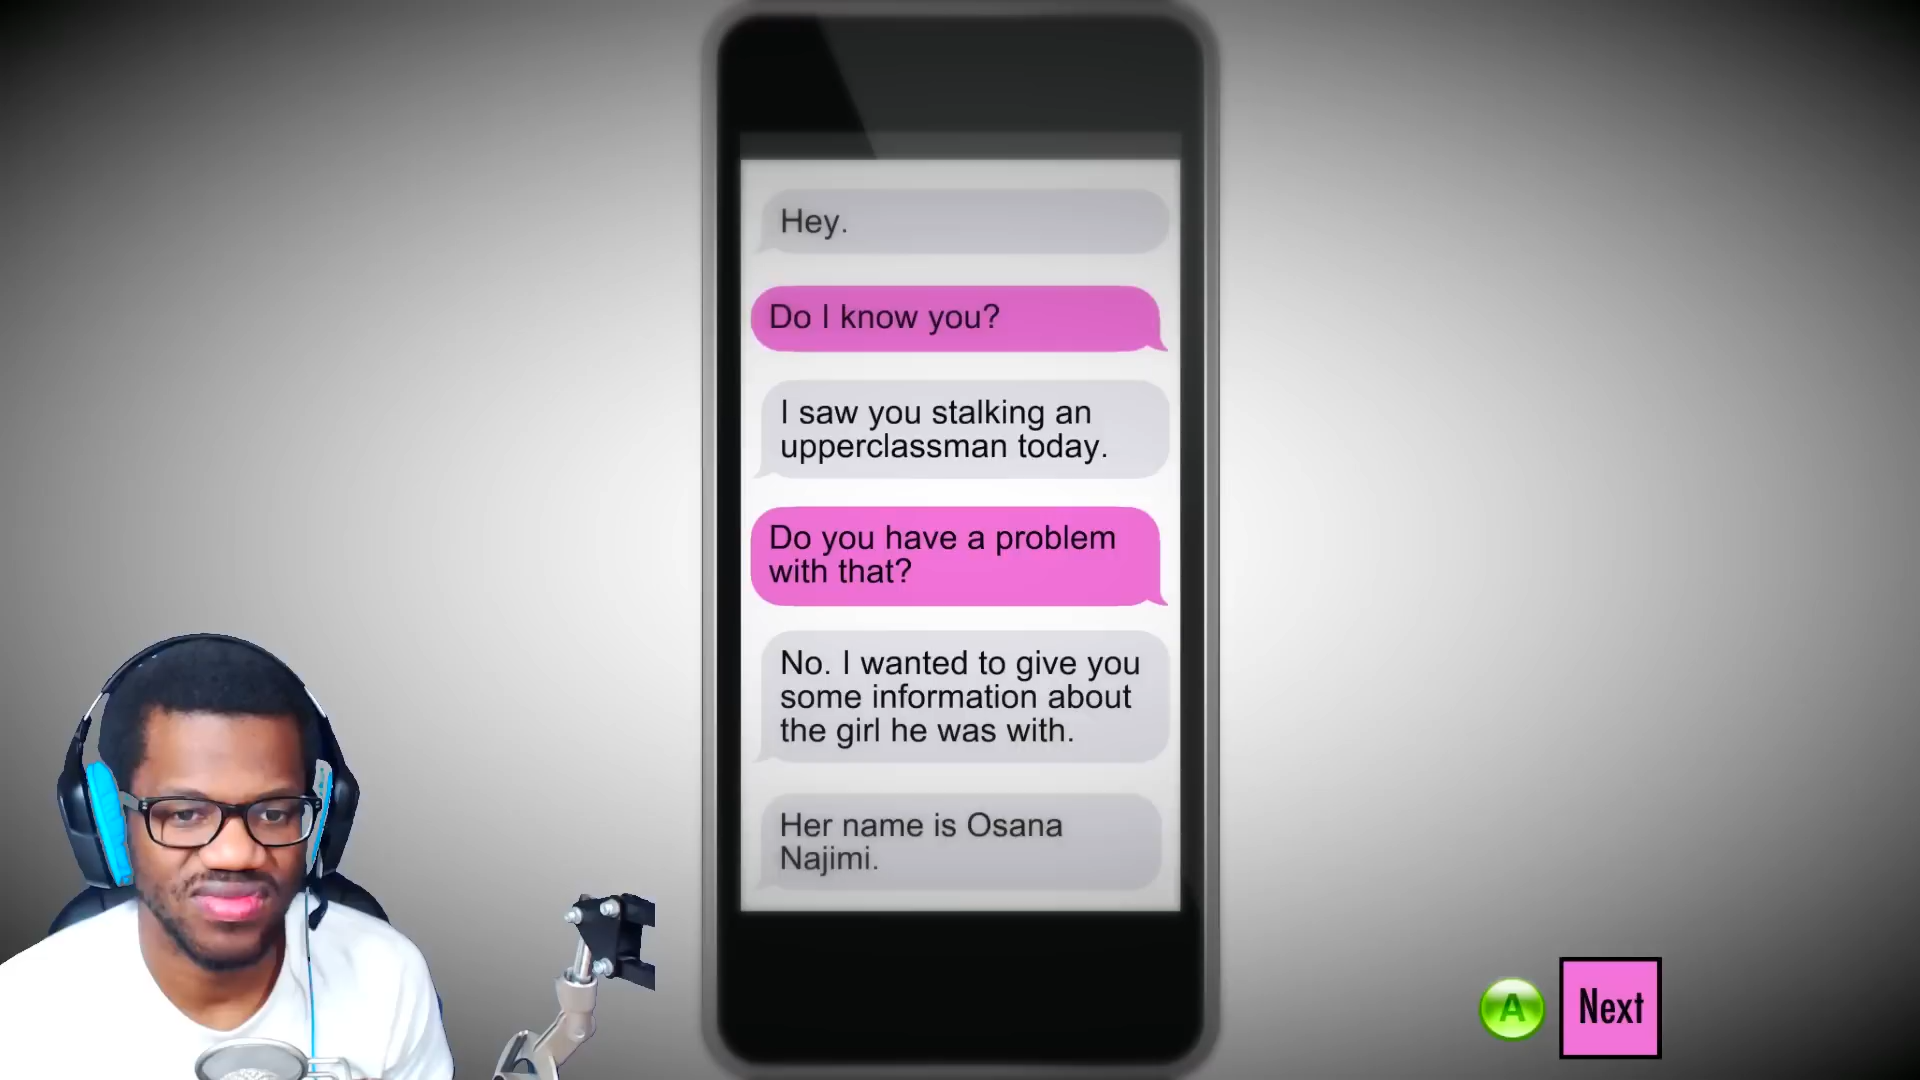 Hey.
Do I know you?
I saw you stalking an
upperclassman today.
Do you have a problem
with that?
No. I wanted to give you
some information about
the girl he was with.
Her name is Osana
Najimi.
A
Next